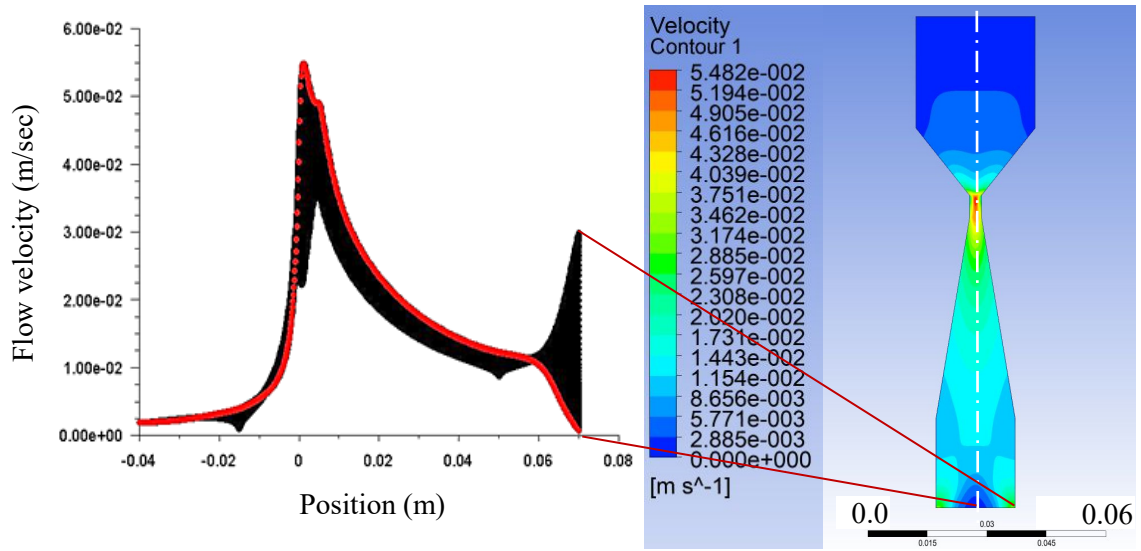 6.00e-02
5.00e-02
4.00e-02
3.00e-02
2.00e-02
1.00e-02
0.00e+00
Flow velocity (m/sec)
-0.04
-0.02
0
0.02
0.04
0.06
0.08
Position (m)
Velocity
Contour 1
5.482e-002
5.194e-002
4.905e-002
4.616e-002
4.328e-002
4.039e-002
3.751e-002
3.462e-002
3.174e-002
2.885e-002
2.597e-002
2.308e-002
2.020e-002
1.731e-002
1.443e-002
1.154e-002
8.656e-003
5.771e-003
2.885e-003
0.000e+000
[m s^-1]
0.0
0.06
0.03
0.015
0.045